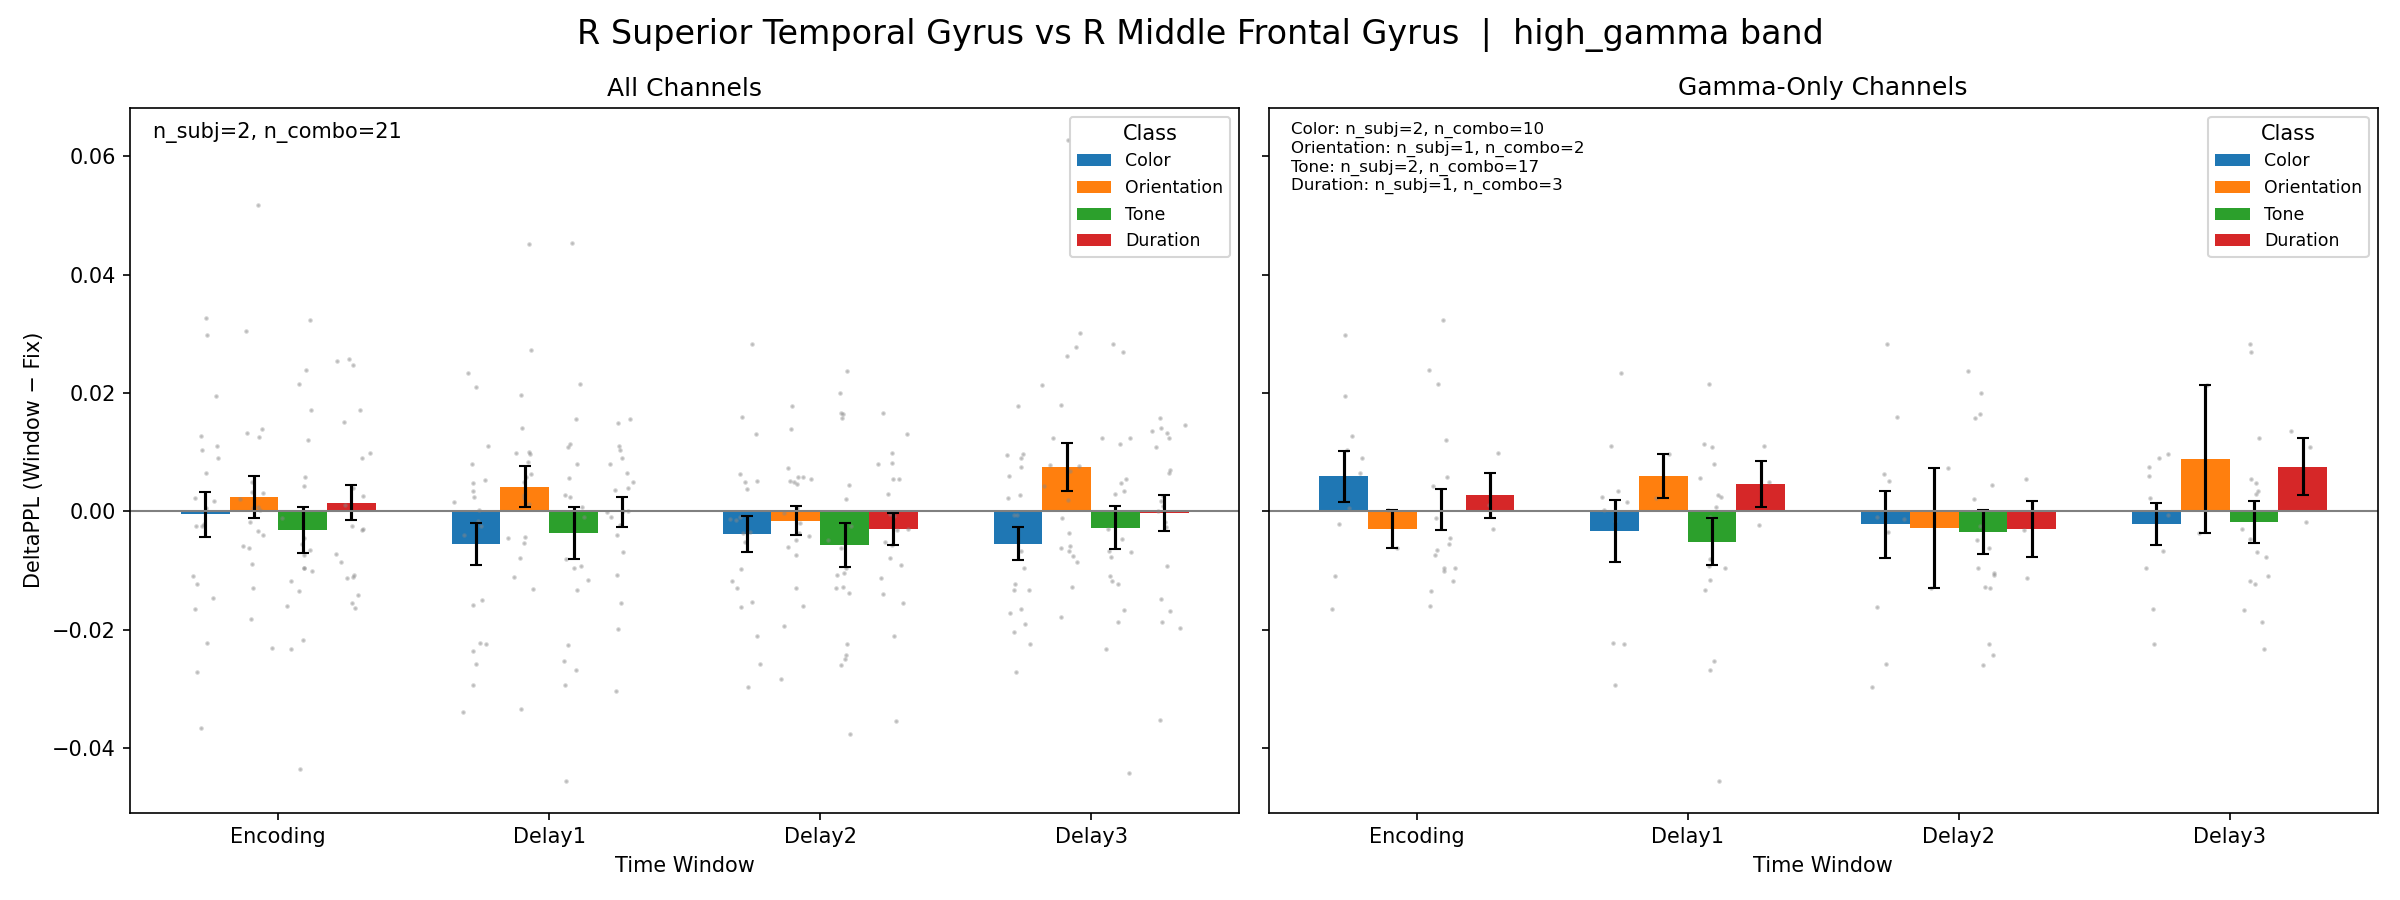 R Superior Temporal Gyrus vs R Middle Frontal Gyrus | high_gamma band
All Channels
n_subj=2, n_combo=21
Class
Color
Orientation
Tone
Duration
0.06
0.04
0.02
0.00
−0.02
−0.04
DeltaPPL (Window − Fix)
Encoding
Delay1
Delay2
Delay3
Time Window
Gamma-Only Channels
Color: n_subj=2, n_combo=10
Orientation: n_subj=1, n_combo=2
Tone: n_subj=2, n_combo=17
Duration: n_subj=1, n_combo=3
Class
Color
Orientation
Tone
Duration
Encoding
Delay1
Delay2
Delay3
Time Window